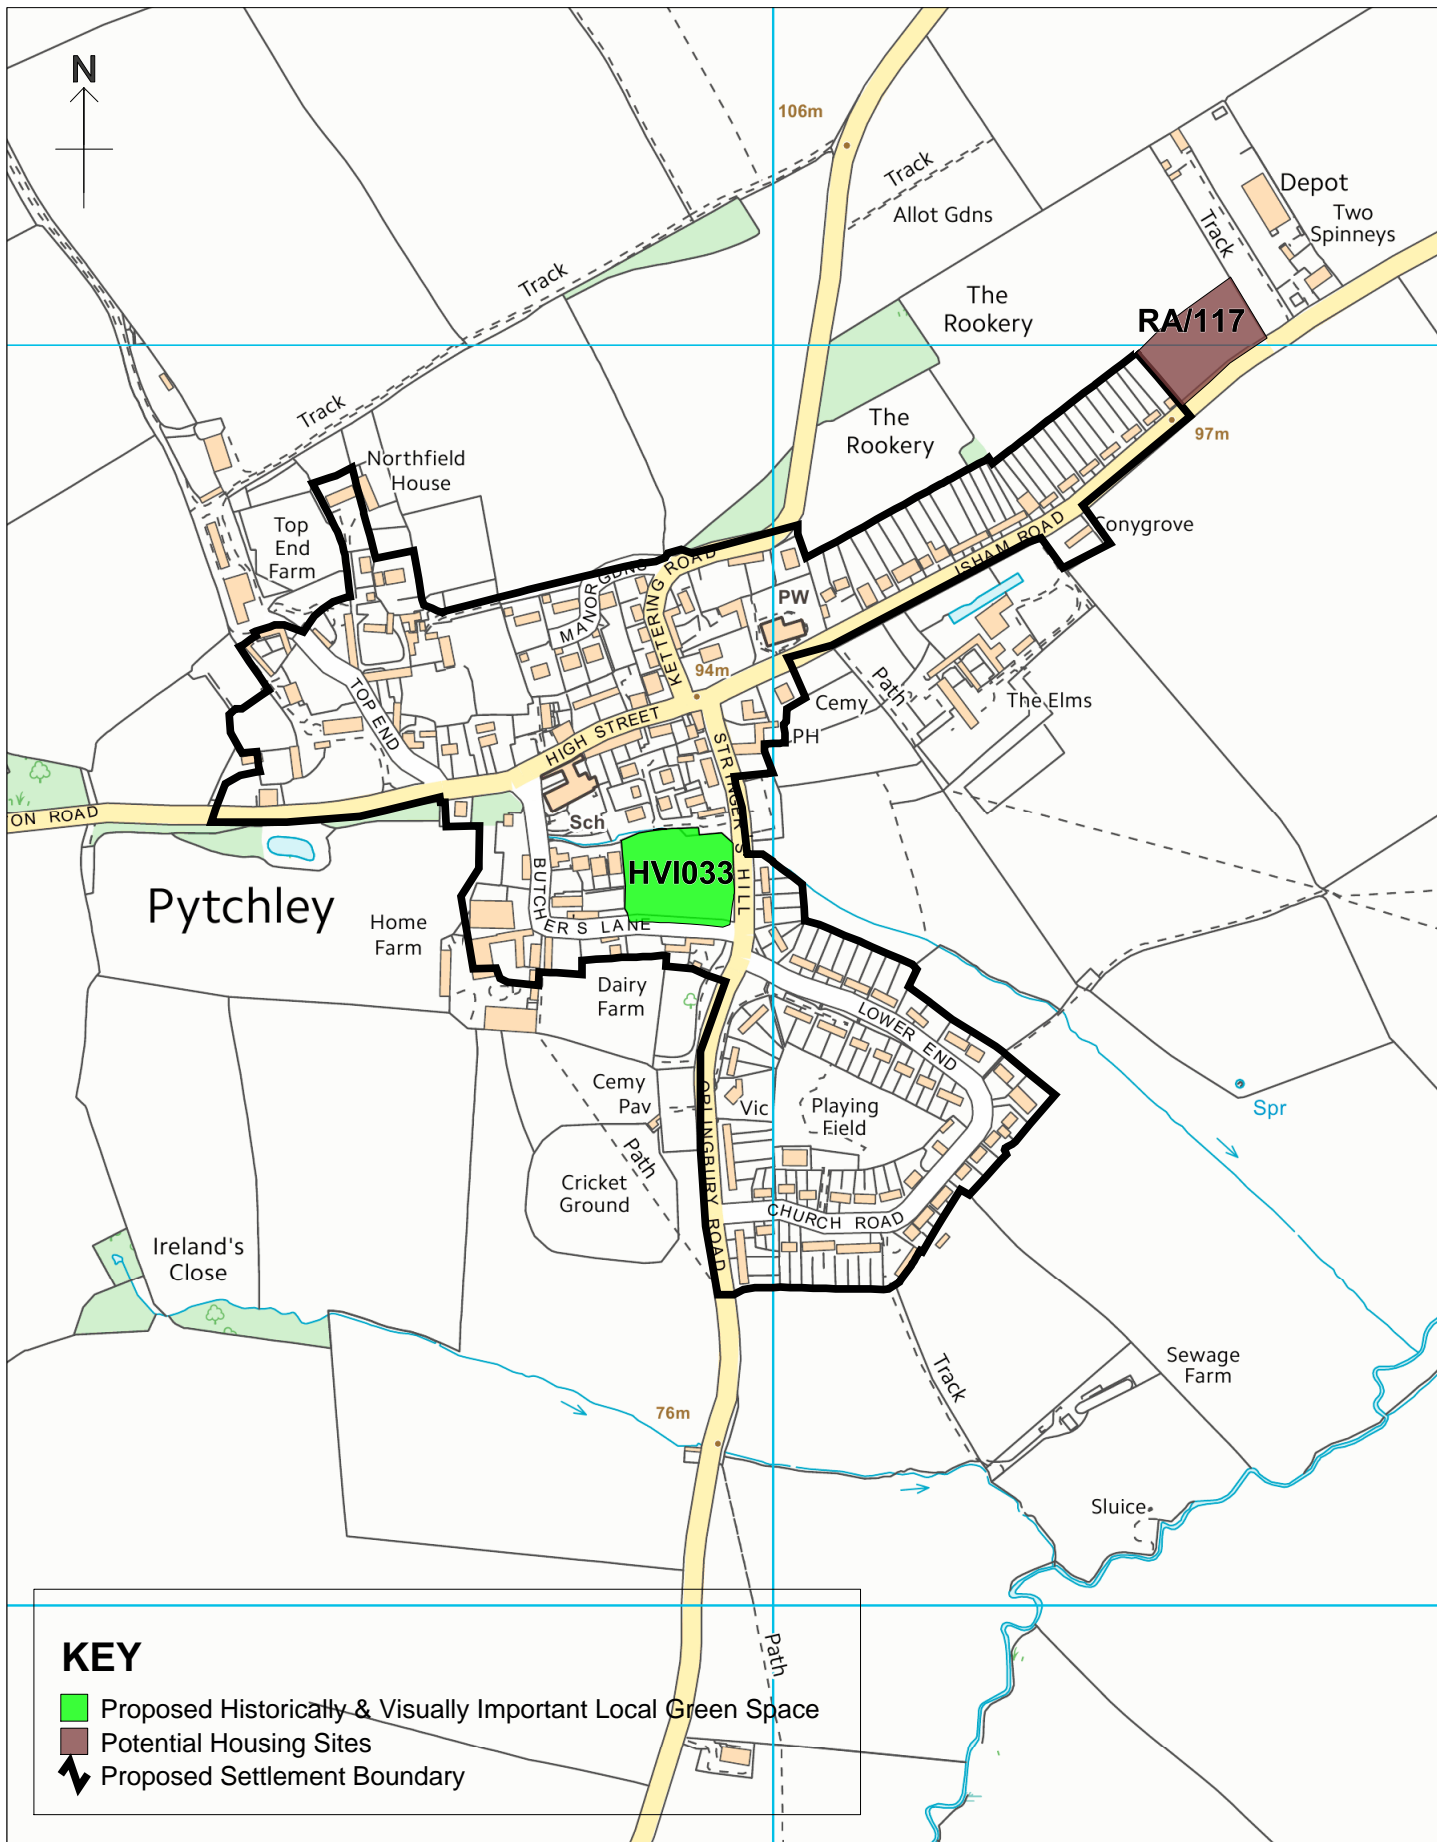 N
106m
Track
Allot Gdns
Depot
Two
Spinneys
Track
Track
The
Rookery
RA/117
Track
The
Rookery
97m
Northfield
House
Top
End
Farm
Conygrove
ISHAM ROAD
MANOR GDNS
KETTERING ROAD
PW
94m
Path
Cemy
The Elms
TOP END
HIGH STREET
PH
STRINGER'S HILL
ON ROAD
Sch
HVI033
BUTCHERS LANE
Pytchley
Home
Farm
Dairy
Farm
LOWER END
Cemy
Pav
Vic
Playing
Field
Spr
ORLINGBURY ROAD
Path
Cricket
Ground
CHURCH ROAD
Ireland's
Close
Track
Sewage
Farm
76m
Sluice
Path
KEY
Proposed Historically & Visually Important Local Green Space
Potential Housing Sites
Proposed Settlement Boundary